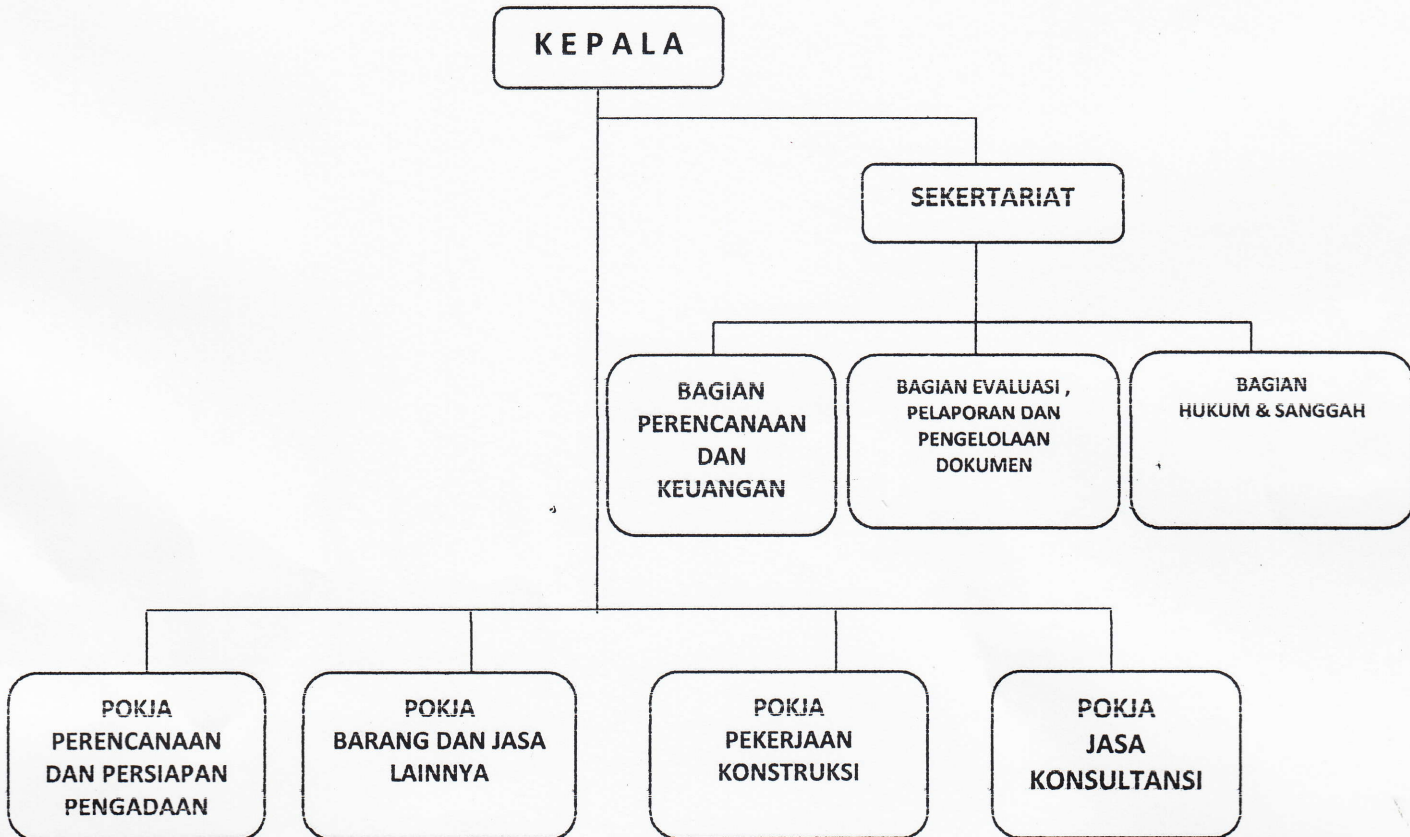 KEPALA
SEKERTARIAT
BAGIAN
PERENCANAAN
DAN
KEUANGAN
BAGIAN EVALUASI ,
PELAPORAN DAN
PENGELOLAAN
DOKUMEN
BAGIAN
HUKUM & SANGGAH
POKJA
PERENCANAAN
DAN PERSIAPAN
PENGADAAN
POKJA
BARANG DAN JASA
LAINNYA
POKJA
PEKERJAAN
KONSTRUKSI
POKJA
JASA
KONSULTANSI